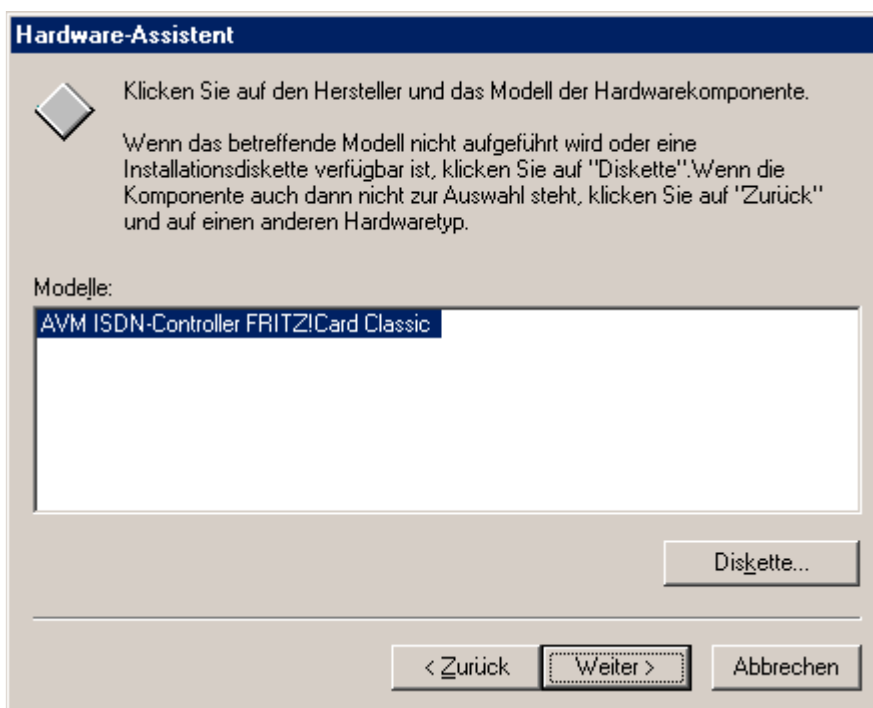 Hardware-Assistent
Klicken Sie auf den Hersteller und das Modell der Hardwarekomponente.
Wenn das betreffende Modell nicht aufgeführt wird oder eine
Installationsdiskette verfügbar ist, klicken Sie auf "Diskette".Wenn die
Komponente auch dann nicht zur Auswahl steht, klicken Sie auf "Zurück"
und auf einen anderen Hardwaretyp.
Modelle:
AVM ISDN-Controller FRITZ!Card Classic
Diskette...
< Zurück
Weiter >
Abbrechen